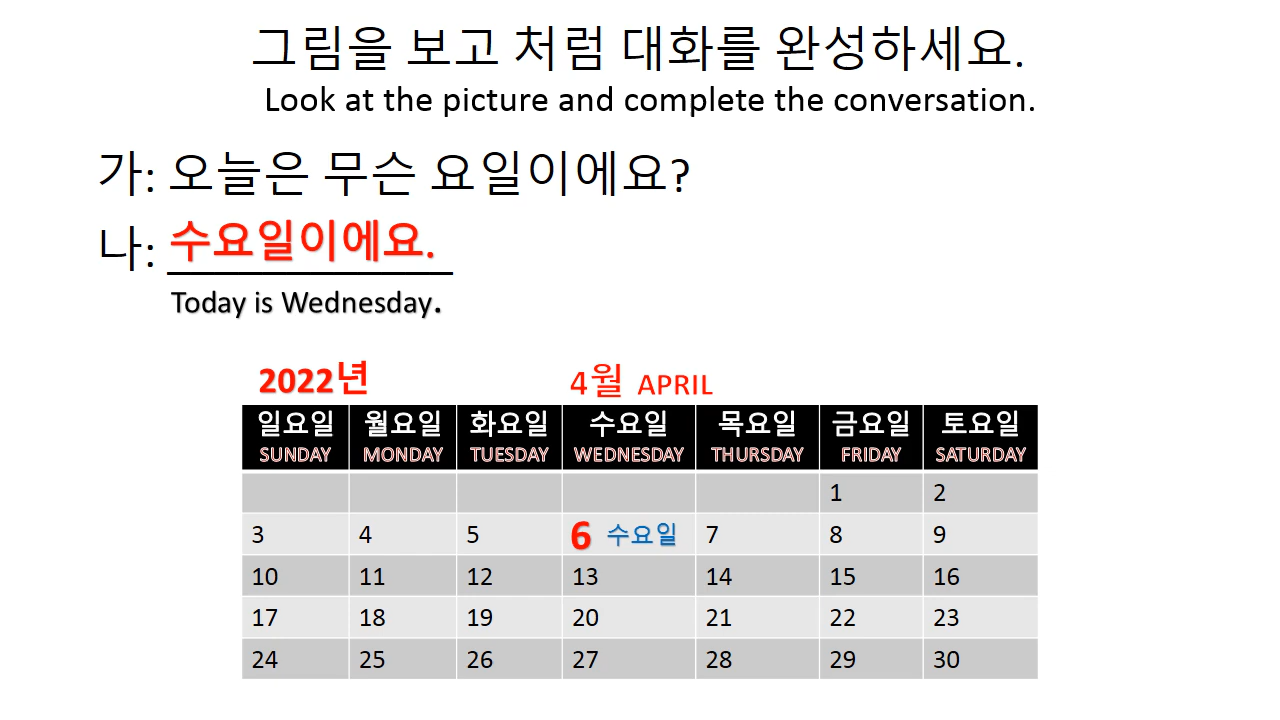 그림을 보고 처럼 대화를 완성하세요.
Look at the picture and complete the conversation.
가: 오늘은 무슨 요일이에요?
나: 수요일이에요.
Today is Wednesday.
2022년 4월 APRIL
일요일 월요일 화요일 수요일 목요일 금요일 토요일
SUNDAY MONDAY TUESDAY WEDNESDAY THURSDAY FRIDAY SATURDAY
1 2
3 4 5 6 수요일 7 8 9
10 11 12 13 14 15 16
17 18 19 20 21 22 23
24 25 26 27 28 29 30